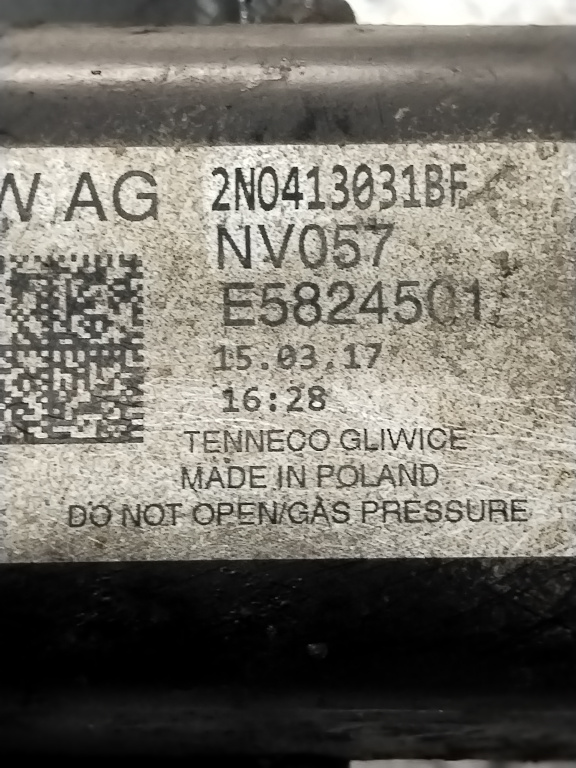 W AG
2N0413031BF
NV057
E5824501
15.03.17
16:28
TENNECO GLIWICE
MADE IN POLAND
DO NOT OPEN/GAS PRESSURE